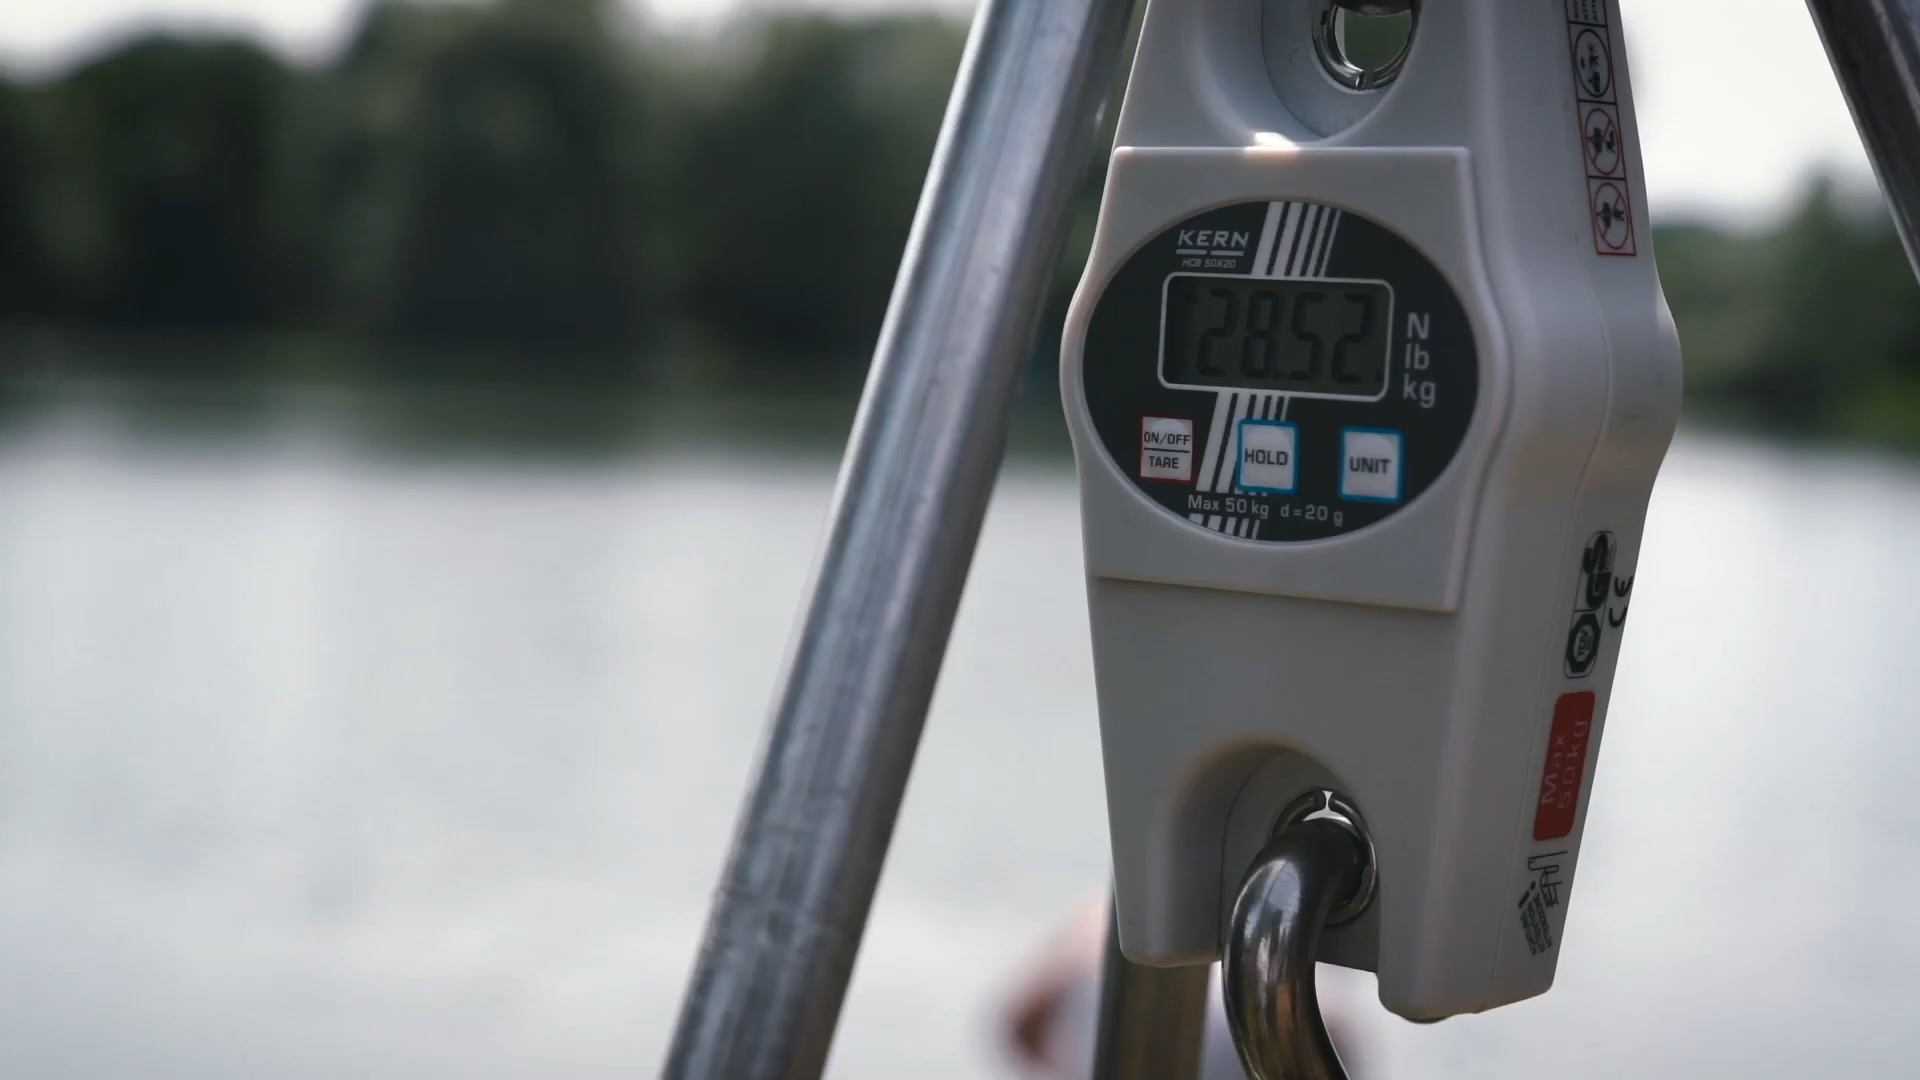 KERN
HCB 50K20
28.52
N
lb
kg
ON/OFF
TARE
HOLD
UNIT
Max 50 kg d=20 g
GS
CE
Max
50kg